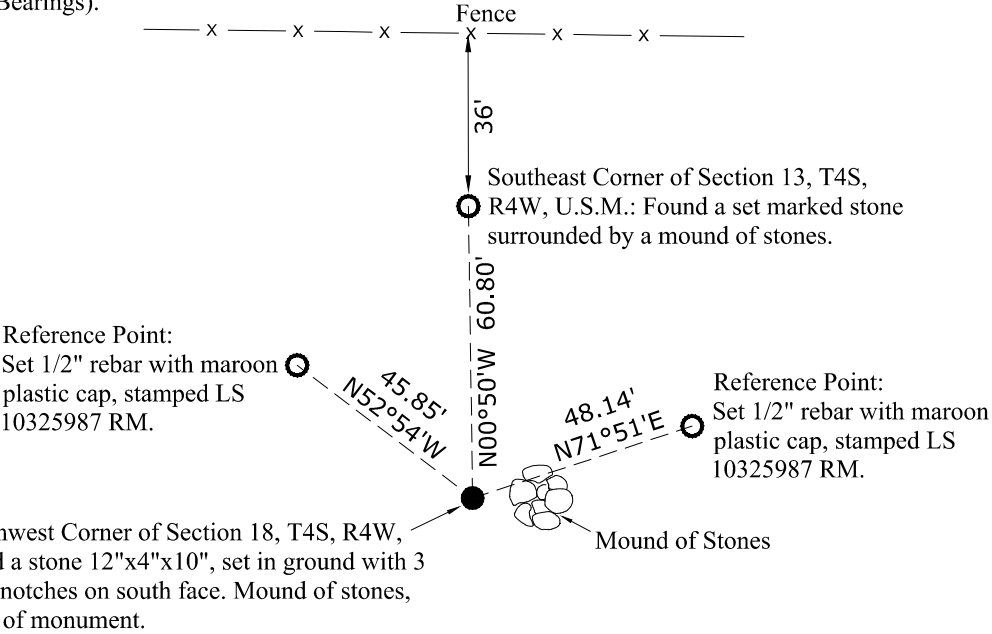 Bearings).
Fence
x x x x x x
36'
Southeast Corner of Section 13, T4S,
R4W, U.S.M.: Found a set marked stone
surrounded by a mound of stones.
N00°50'W 60.80'
Reference Point:
Set 1/2" rebar with maroon
plastic cap, stamped LS
10325987 RM.
45.85'
N52°54'W
48.14'
N71°51'E
Reference Point:
Set 1/2" rebar with maroon
plastic cap, stamped LS
10325987 RM.
Mound of Stones
Corner of Section 18, T4S, R4W,
a stone 12"x4"x10", set in ground with 3
notches on south face. Mound of stones,
of monument.